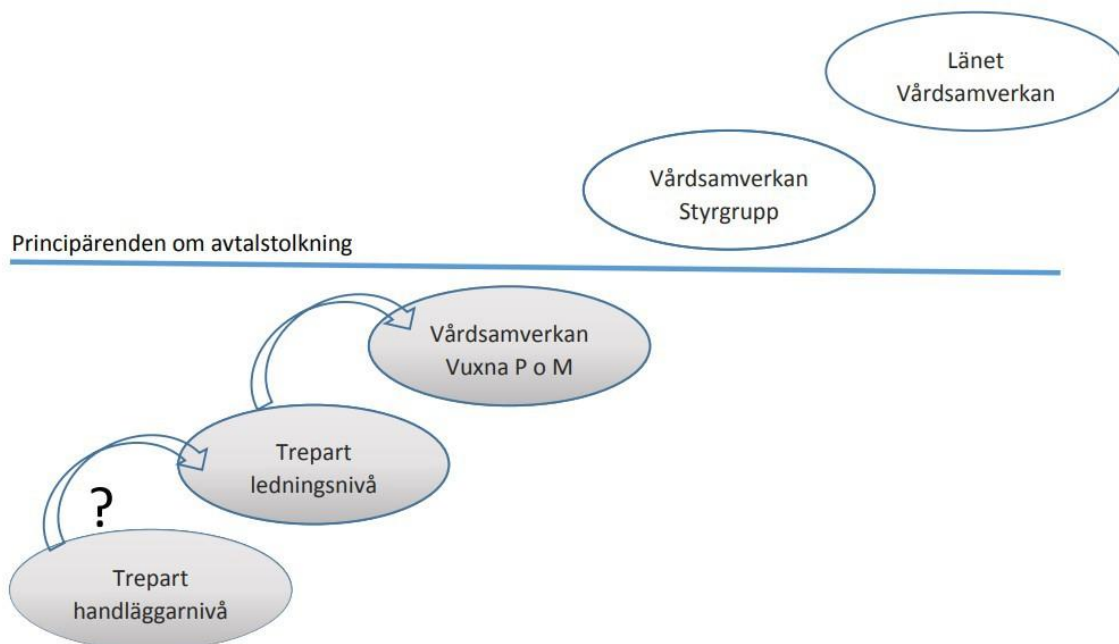 Länet
Vårdsamverkan
Vårdsamverkan
Styrgrupp
Principärenden om avtalstolkning
Vårdsamverkan
Vuxna P o M
Trepart
ledningsnivå
?
Trepart
handläggarnivå